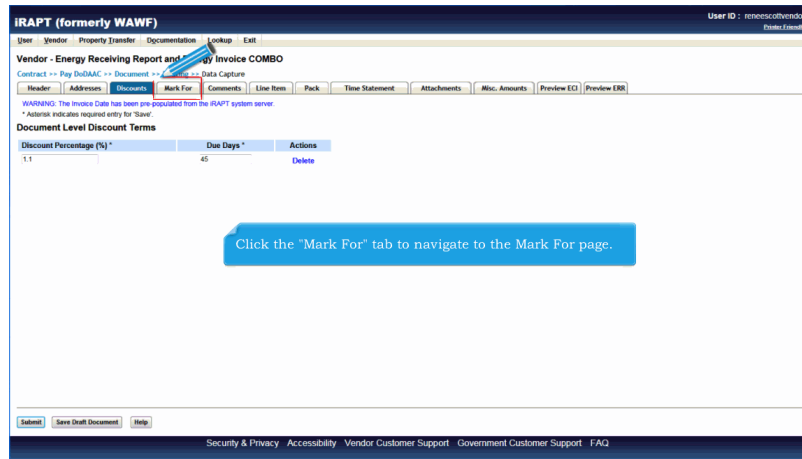 iRAPT (formerly WAWF)
User ID : reneescottvendo
Printer Friendl
User Vendor Property Transfer Documentation Lookup Exit
Vendor - Energy Receiving Report and Energy Invoice COMBO
Contract >> Pay DoDAAC >> Document >> >> Data Capture
Header Addresses Discounts Mark For Comments Line Item Pack Time Statement Attachments Misc. Amounts Preview ECI Preview ERR
WARNING: The Invoice Date has been pre-populated from the iRAPT system server.
* Asterisk indicates required entry for 'Save'.
Document Level Discount Terms
Discount Percentage (%) * Due Days * Actions
1.1 45 Delete
Click the "Mark For" tab to navigate to the Mark For page.
Submit Save Draft Document Help
Security & Privacy Accessibility Vendor Customer Support Government Customer Support FAQ